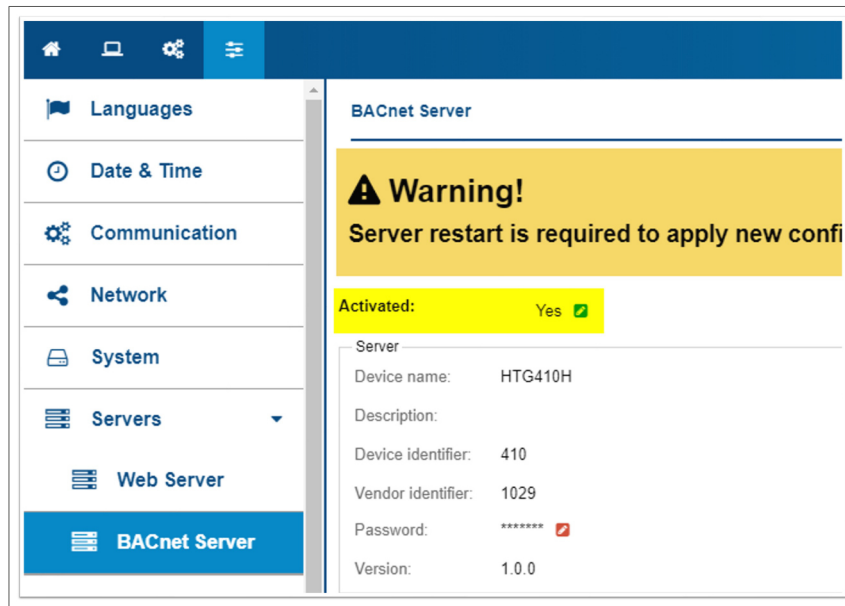 Languages
Date & Time
Communication
Network
System
Servers
Web Server
BACnet Server
BACnet Server
Warning!
Server restart is required to apply new confi
Activated: Yes
Server
Device name: HTG410H
Description:
Device identifier: 410
Vendor identifier: 1029
Password: *******
Version: 1.0.0